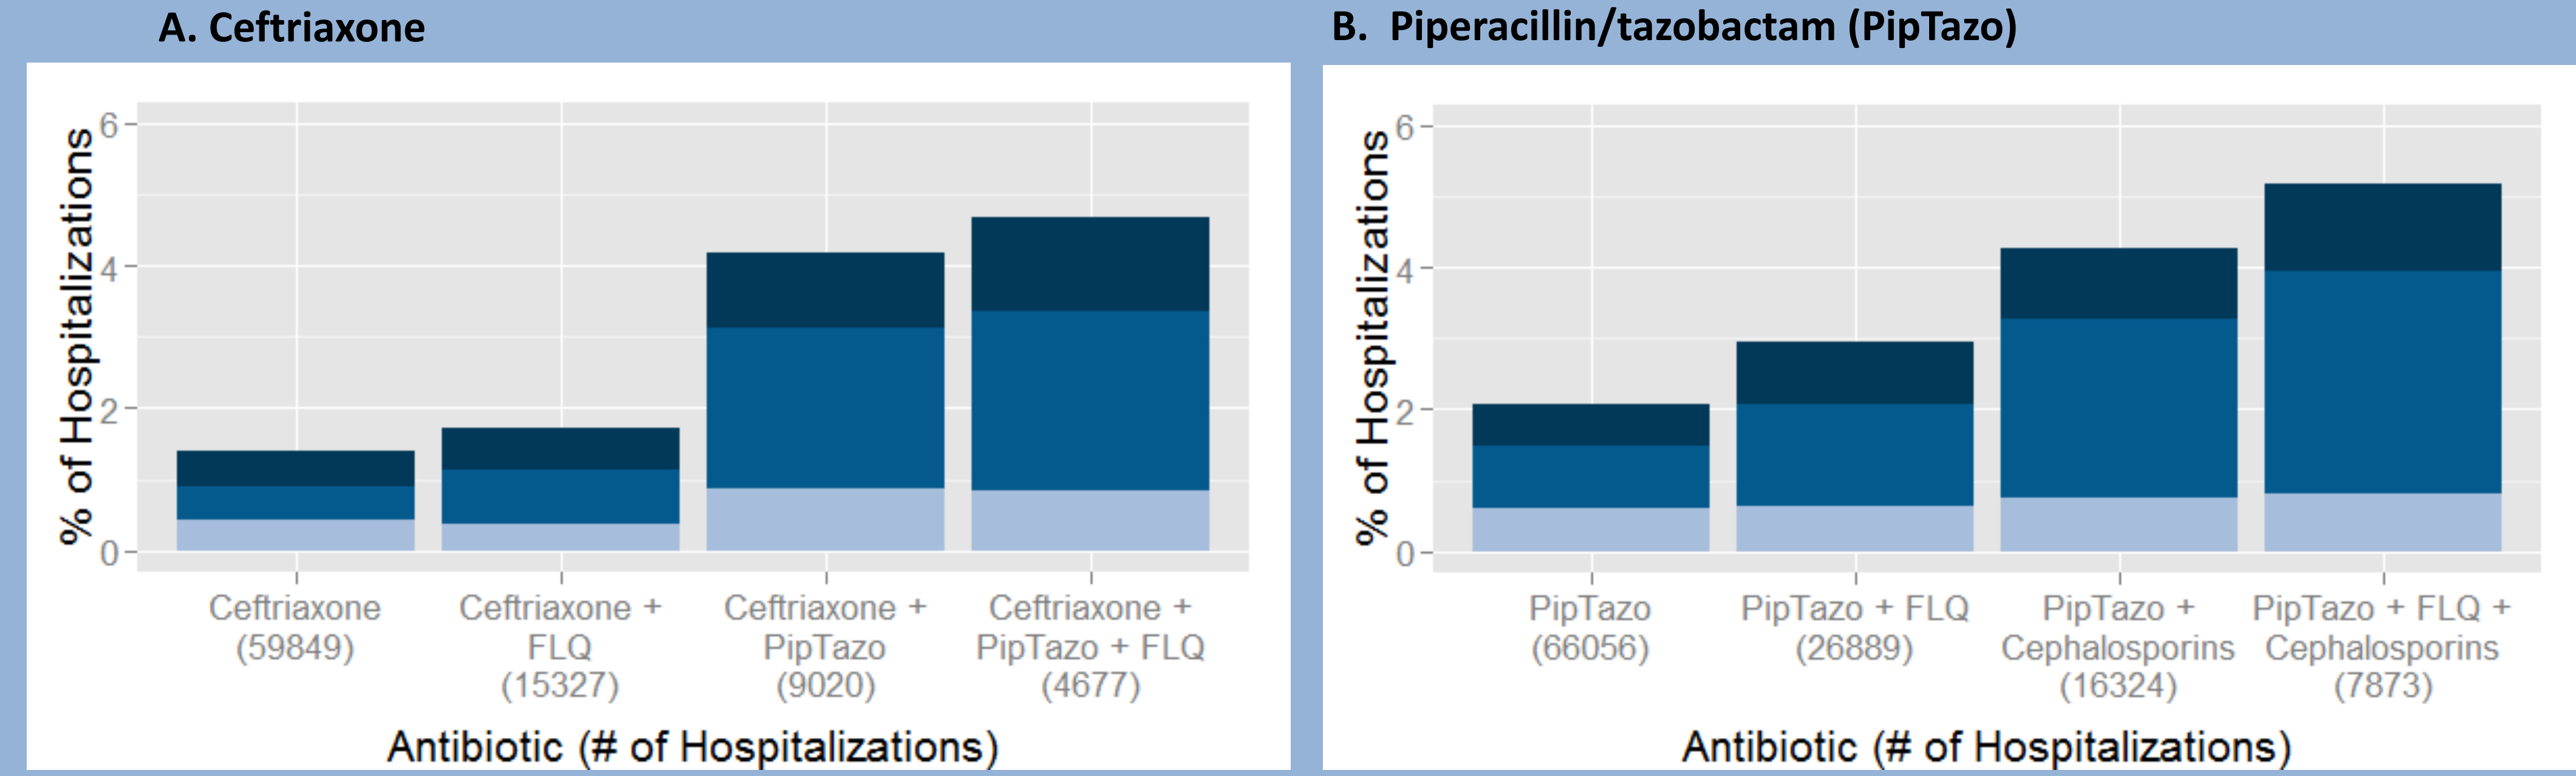 A. Ceftriaxone
% of Hospitalizations
6
4
2
0
Ceftriaxone
(59849)
Ceftriaxone +
FLQ
(15327)
Ceftriaxone +
PipTazo
(9020)
Ceftriaxone +
PipTazo + FLQ
(4677)
Antibiotic (# of Hospitalizations)
B. Piperacillin/tazobactam (PipTazo)
% of Hospitalizations
6
4
2
0
PipTazo
(66056)
PipTazo + FLQ
(26889)
PipTazo +
Cephalosporins
(16324)
PipTazo + FLQ +
Cephalosporins
(7873)
Antibiotic (# of Hospitalizations)